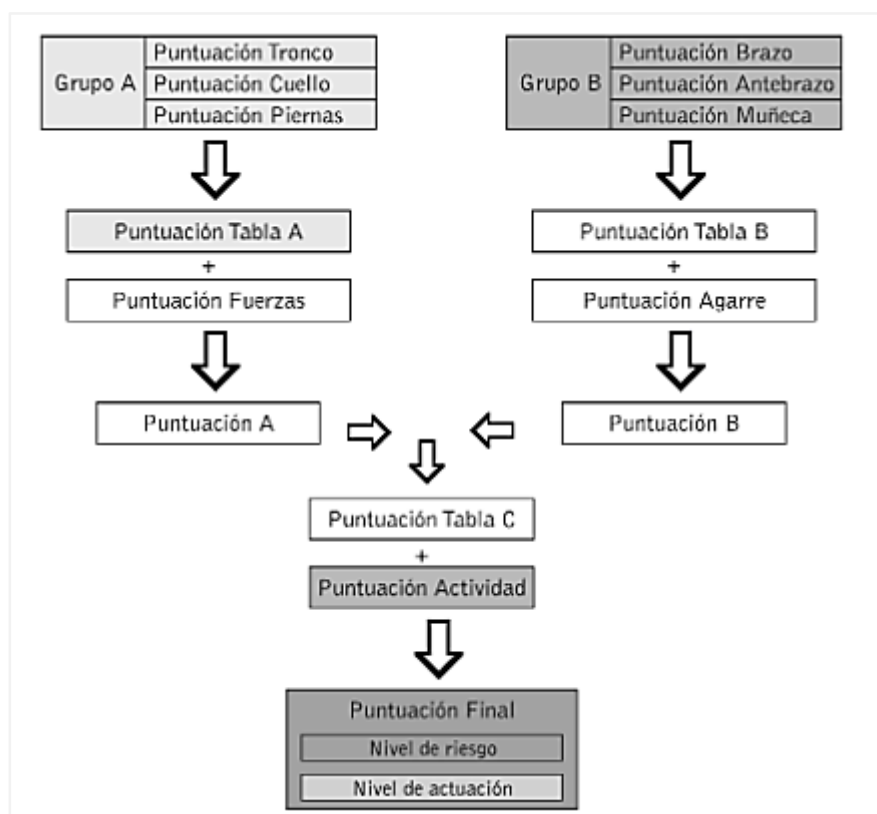 Grupo A
Puntuación Tronco
Puntuación Cuello
Puntuación Piernas
Grupo B
Puntuación Brazo
Puntuación Antebrazo
Puntuación Muñeca
Puntuación Tabla A
+
Puntuación Fuerzas
Puntuación Tabla B
+
Puntuación Agarre
Puntuación A
Puntuación B
Puntuación Tabla C
+
Puntuación Actividad
Puntuación Final
Nivel de riesgo
Nivel de actuación